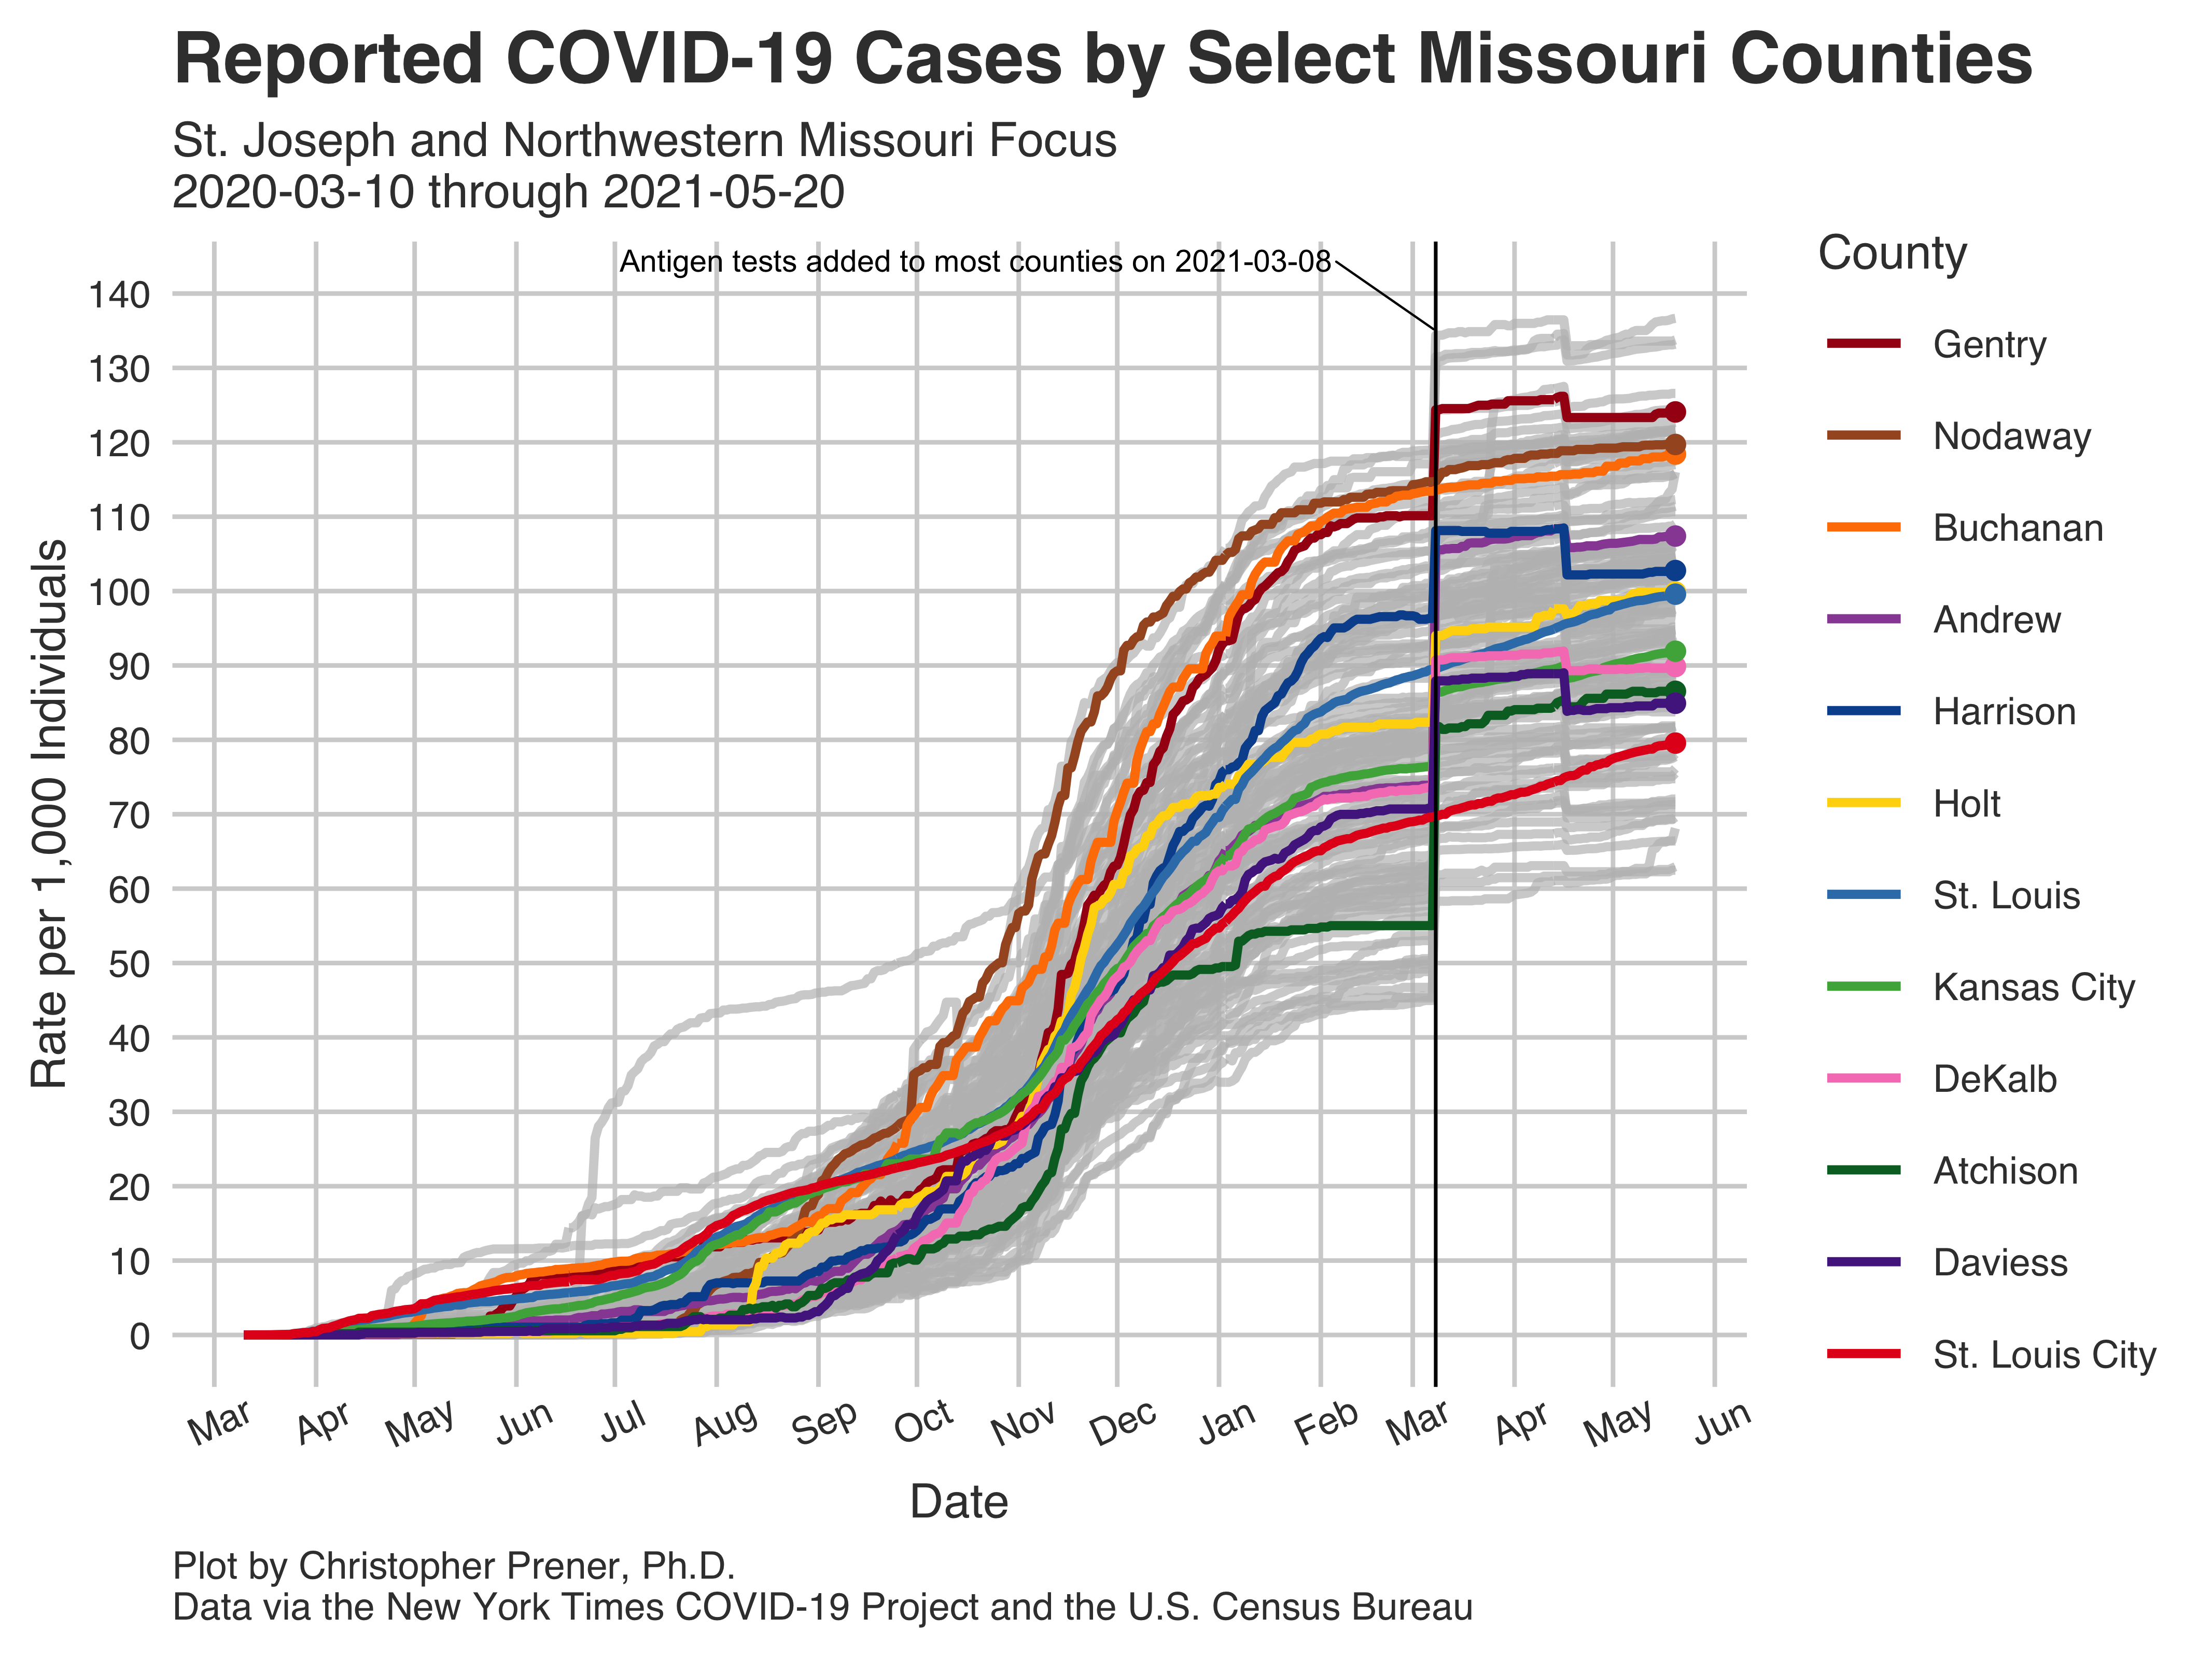 Reported COVID-19 Cases by Select Missouri Counties
St. Joseph and Northwestern Missouri Focus
2020-03-10 through 2021-05-20
Antigen tests added to most counties on 2021-03-08
Rate per 1,000 Individuals
140
130
120
110
100
90
80
70
60
50
40
30
20
10
0
Mar
Apr
May
Jun
Jul
Aug
Sep
Oct
Nov
Dec
Jan
Feb
Mar
Apr
May
Jun
Date
County
Gentry
Nodaway
Buchanan
Andrew
Harrison
Holt
St. Louis
Kansas City
DeKalb
Atchison
Daviess
St. Louis City
Plot by Christopher Prener, Ph.D.
Data via the New York Times COVID-19 Project and the U.S. Census Bureau